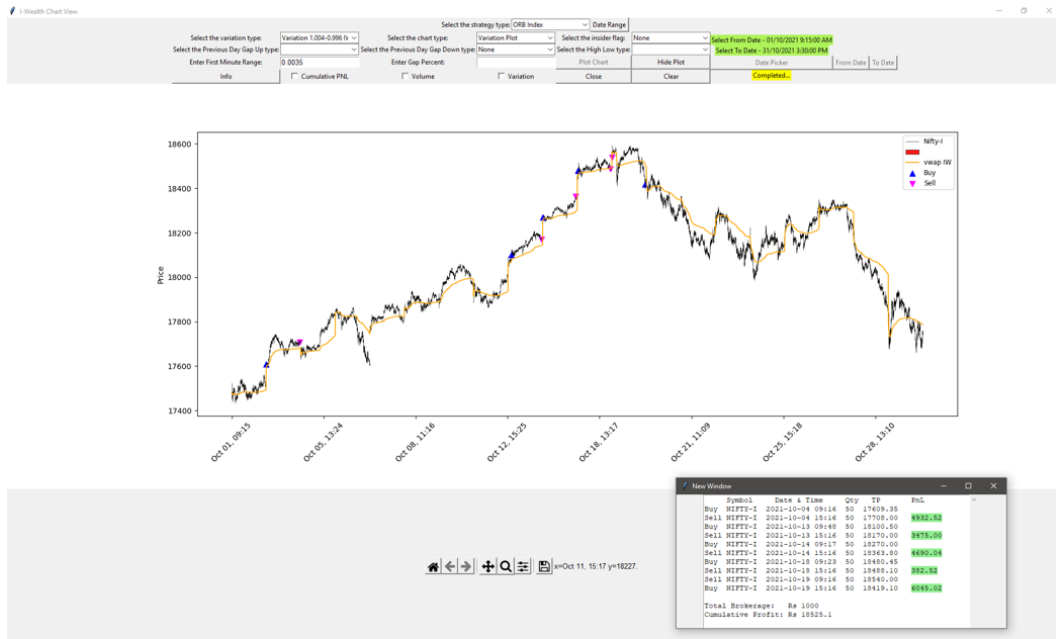 I-Wealth Chart View
Select the strategy type: ORB Index Date Range
Select the variation type: Variation 1.004-0.996 Select the chart type: Variation Plot Select the insider flag: None Select From Date - 01/10/2021 9:15:00 AM
Select the Previous Day Gap Up type: Select the Previous Day Gap Down type: None Select the High Low type: Select To Date - 31/10/2021 3:30:00 PM
Enter First Minute Range: 0.0035 Enter Gap Percent: Plot Chart Hide Plot Date Picker From Date To Date
Info Cumulative PNL Volume Variation Close Clear Completed...
Nifty-I
vwap IW
Buy
Sell
Price
18600
18400
18200
18000
17800
17600
17400
Oct 01, 09:15
Oct 05, 13:24
Oct 08, 11:16
Oct 12, 15:25
Oct 18, 13:17
Oct 21, 11:09
Oct 25, 15:18
Oct 28, 13:10
x=Oct 11, 15:17 y=18227.
New Window
Symbol Date & Time Qty TP PnL
Buy NIFTY-I 2021-10-04 09:16 50 17609.35
Sell NIFTY-I 2021-10-04 15:16 50 17708.00 4932.52
Buy NIFTY-I 2021-10-13 09:48 50 18100.50
Sell NIFTY-I 2021-10-13 15:16 50 18170.00 3475.00
Buy NIFTY-I 2021-10-14 09:17 50 18270.00
Sell NIFTY-I 2021-10-14 15:16 50 18363.80 4690.04
Buy NIFTY-I 2021-10-18 09:23 50 18480.45
Sell NIFTY-I 2021-10-18 15:16 50 18488.10 382.52
Sell NIFTY-I 2021-10-19 09:16 50 18540.00
Buy NIFTY-I 2021-10-19 15:16 50 18419.10 6045.02
Total Brokerage: Rs 1000
Cumulative Profit: Rs 18525.1